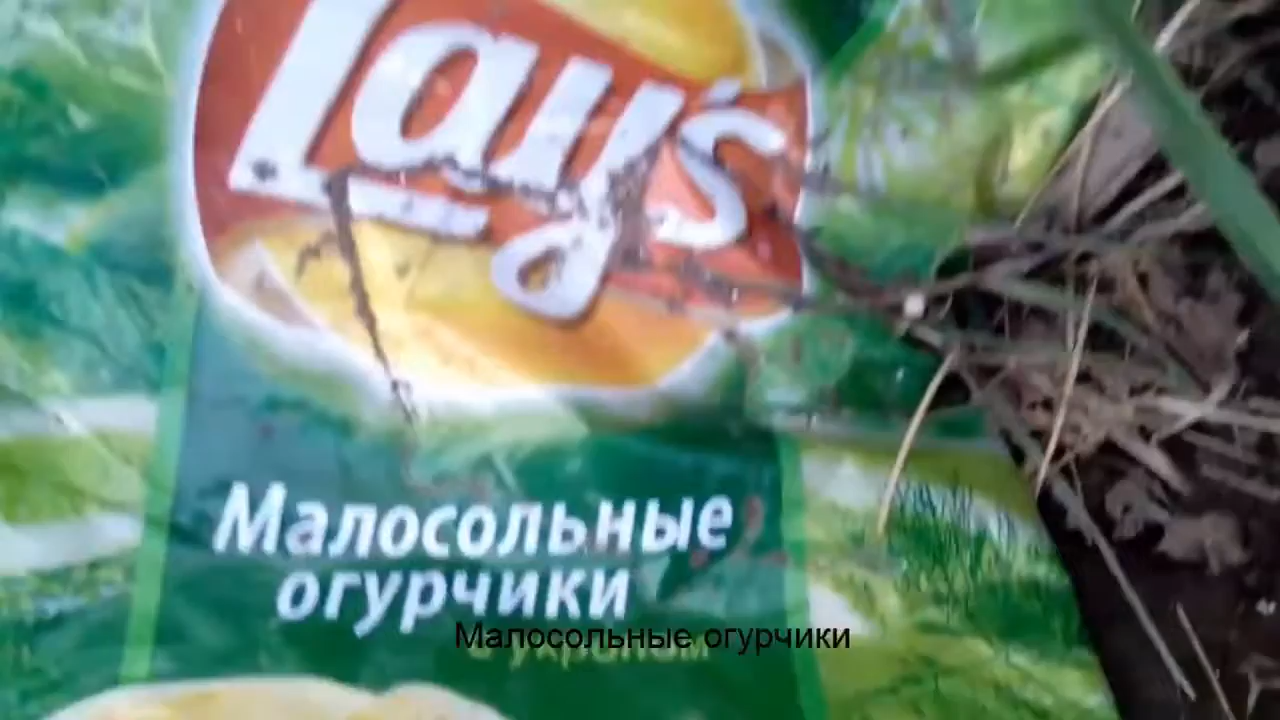 Lay's
Малосольные
огурчики
Малосольные огурчики